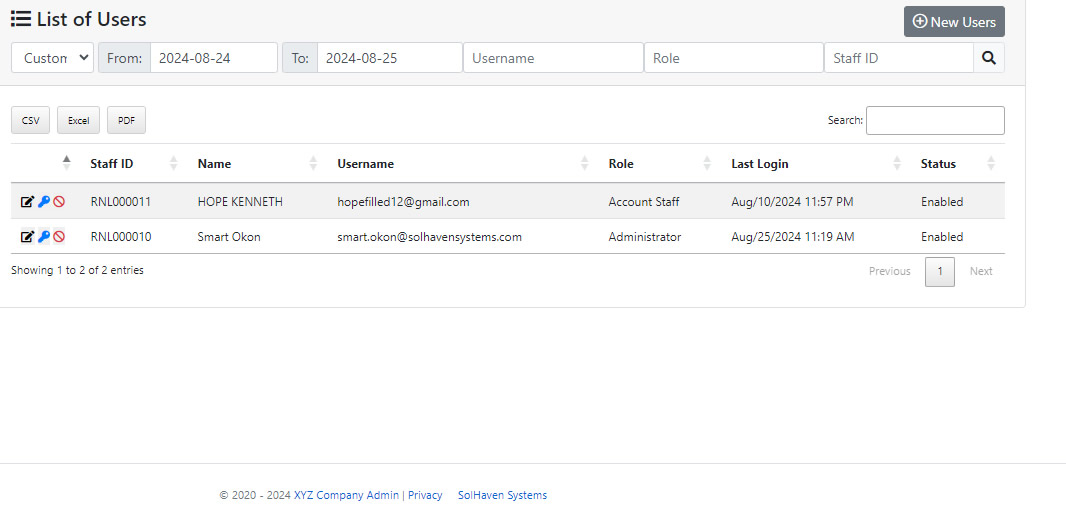 List of Users
New Users
Custom From: 2024-08-24 To: 2024-08-25 Username Role Staff ID
CSV Excel PDF Search:
Staff ID Name Username Role Last Login Status
RNL000011 HOPE KENNETH hopefilled12@gmail.com Account Staff Aug/10/2024 11:57 PM Enabled
RNL000010 Smart Okon smart.okon@solhavensystems.com Administrator Aug/25/2024 11:19 AM Enabled
Showing 1 to 2 of 2 entries Previous 1 Next
© 2020 - 2024 XYZ Company Admin | Privacy SolHaven Systems